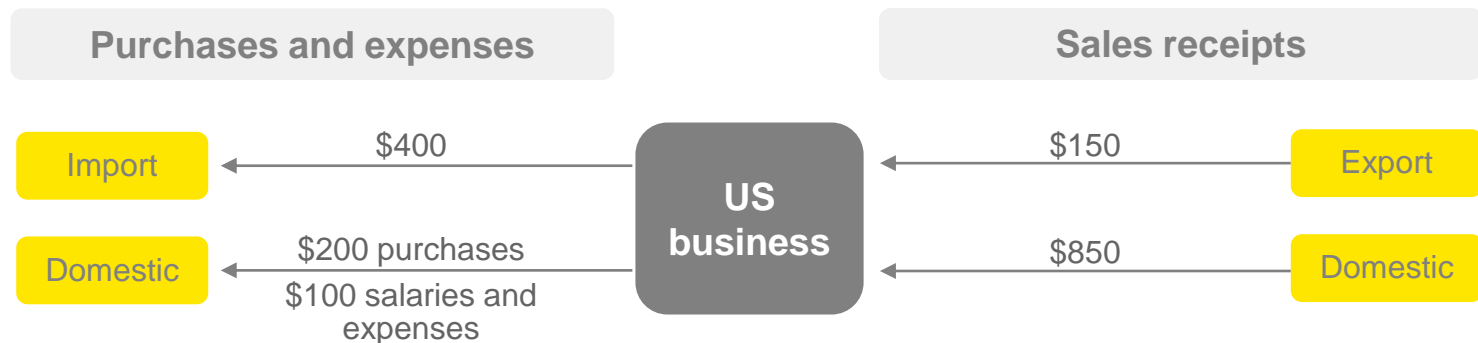 Purchases and expenses
Sales receipts
Import
$400
US
business
$150
Export
Domestic
$200 purchases
$100 salaries and
expenses
$850
Domestic